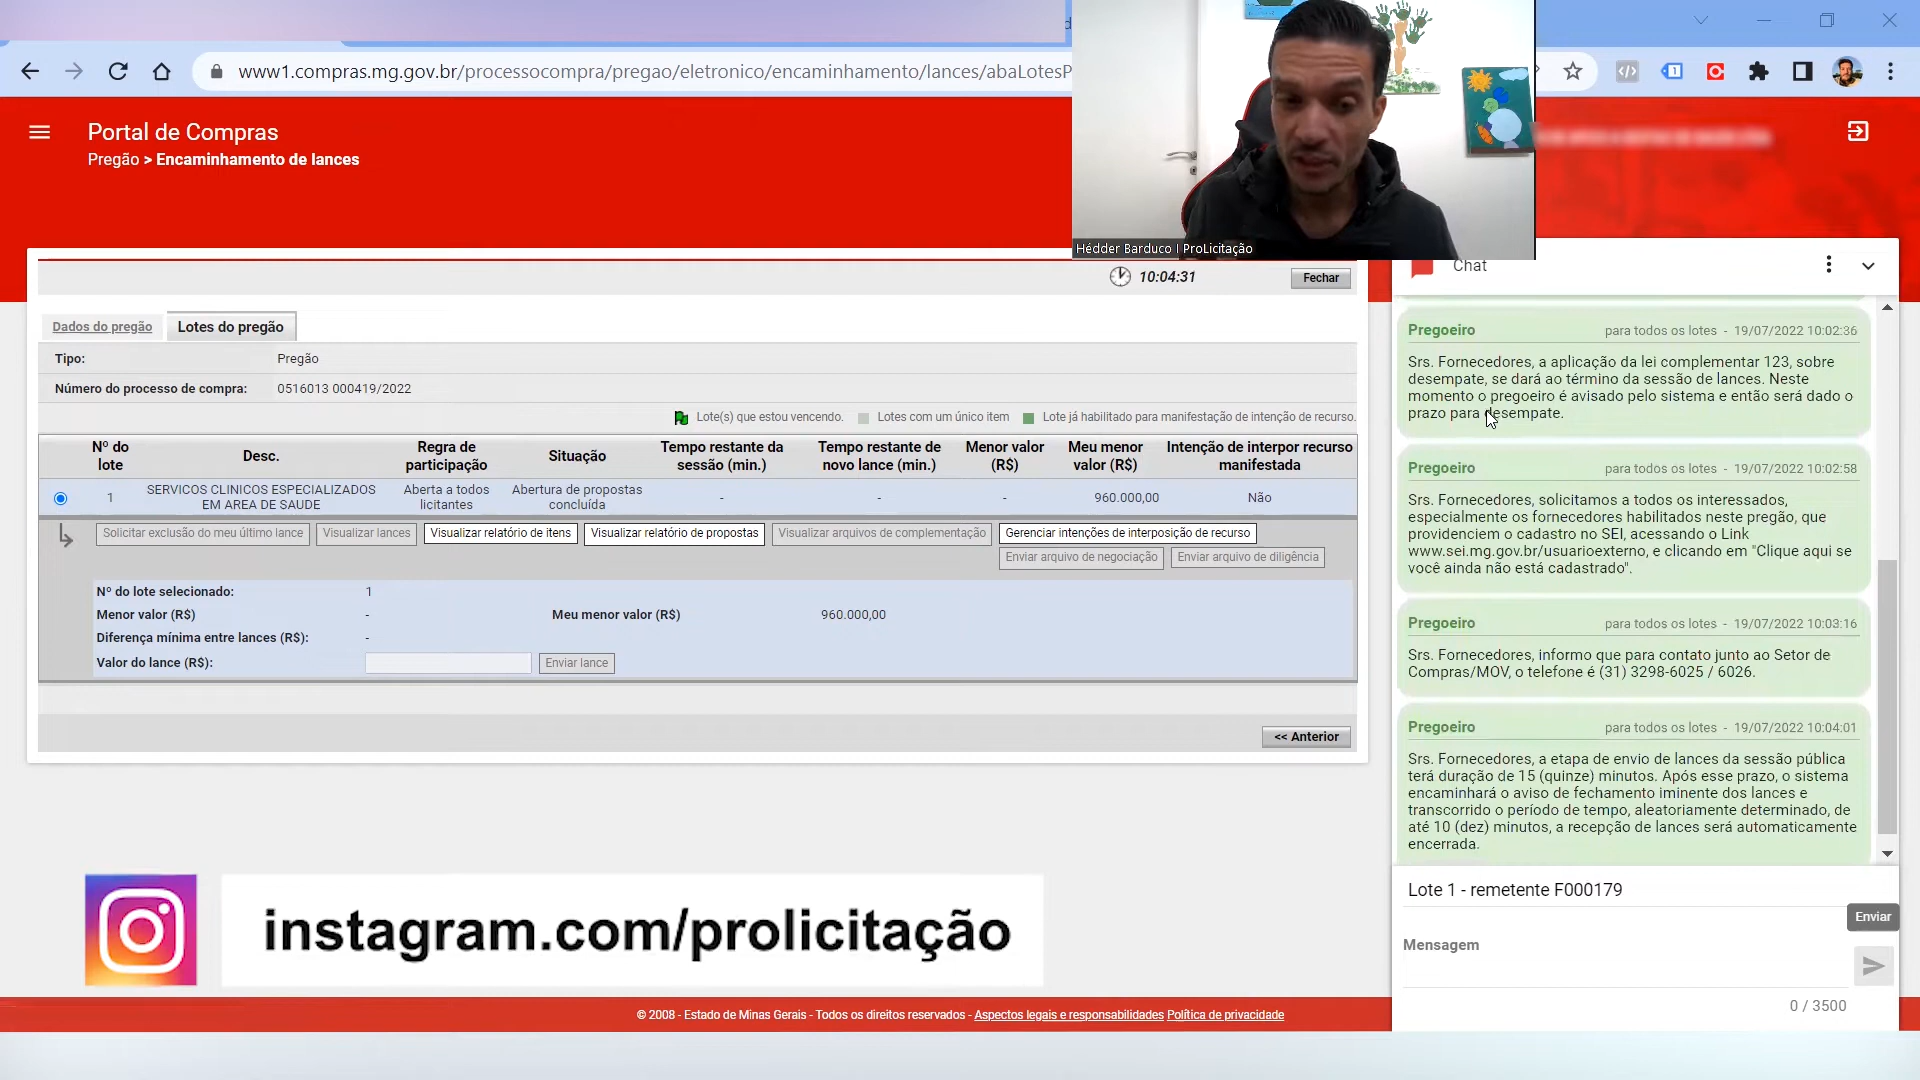 www1.compras.mg.gov.br/processocompra/pregao/eletronico/encaminhamento/lances/abaLotesP
Portal de Compras
Pregão > Encaminhamento de lances
Hédder Barduco | ProLicitação
10:04:31
Fechar
Dados do pregão
Lotes do pregão
Tipo: Pregão
Número do processo de compra: 0516013 000419/2022
Lote(s) que estou vencendo. Lotes com um único item Lote já habilitado para manifestação de intenção de recurso.
Nº do lote Desc. Regra de participação Situação Tempo restante da sessão (min.) Tempo restante de novo lance (min.) Menor valor (R$) Meu menor valor (R$) Intenção de interpor recurso manifestada
1 SERVICOS CLINICOS ESPECIALIZADOS EM AREA DE SAUDE Aberta a todos licitantes Abertura de propostas concluída - - - 960.000,00 Não
Solicitar exclusão do meu último lance Visualizar lances Visualizar relatório de itens Visualizar relatório de propostas Visualizar arquivos de complementação Gerenciar intenções de interposição de recurso
Enviar arquivo de negociação Enviar arquivo de diligência
Nº do lote selecionado: 1
Menor valor (R$) - Meu menor valor (R$) 960.000,00
Diferença mínima entre lances (R$): -
Valor do lance (R$): Enviar lance
<< Anterior
instagram.com/prolicitação
© 2008 - Estado de Minas Gerais - Todos os direitos reservados - Aspectos legais e responsabilidades Política de privacidade
Chat
Pregoeiro para todos os lotes - 19/07/2022 10:02:36
Srs. Fornecedores, a aplicação da lei complementar 123, sobre
desempate, se dará ao término da sessão de lances. Neste
momento o pregoeiro é avisado pelo sistema e então será dado o
prazo para desempate.
Pregoeiro para todos os lotes - 19/07/2022 10:02:58
Srs. Fornecedores, solicitamos a todos os interessados,
especialmente os fornecedores habilitados neste pregão, que
providenciem o cadastro no SEI, acessando o Link
www.sei.mg.gov.br/usuarioexterno, e clicando em "Clique aqui se
você ainda não está cadastrado".
Pregoeiro para todos os lotes - 19/07/2022 10:03:16
Srs. Fornecedores, informo que para contato junto ao Setor de
Compras/MOV, o telefone é (31) 3298-6025 / 6026.
Pregoeiro para todos os lotes - 19/07/2022 10:04:01
Srs. Fornecedores, a etapa de envio de lances da sessão pública
terá duração de 15 (quinze) minutos. Após esse prazo, o sistema
encaminhará o aviso de fechamento iminente dos lances e
transcorrido o período de tempo, aleatoriamente determinado, de
até 10 (dez) minutos, a recepção de lances será automaticamente
encerrada.
Lote 1 - remetente F000179
Enviar
Mensagem
0 / 3500